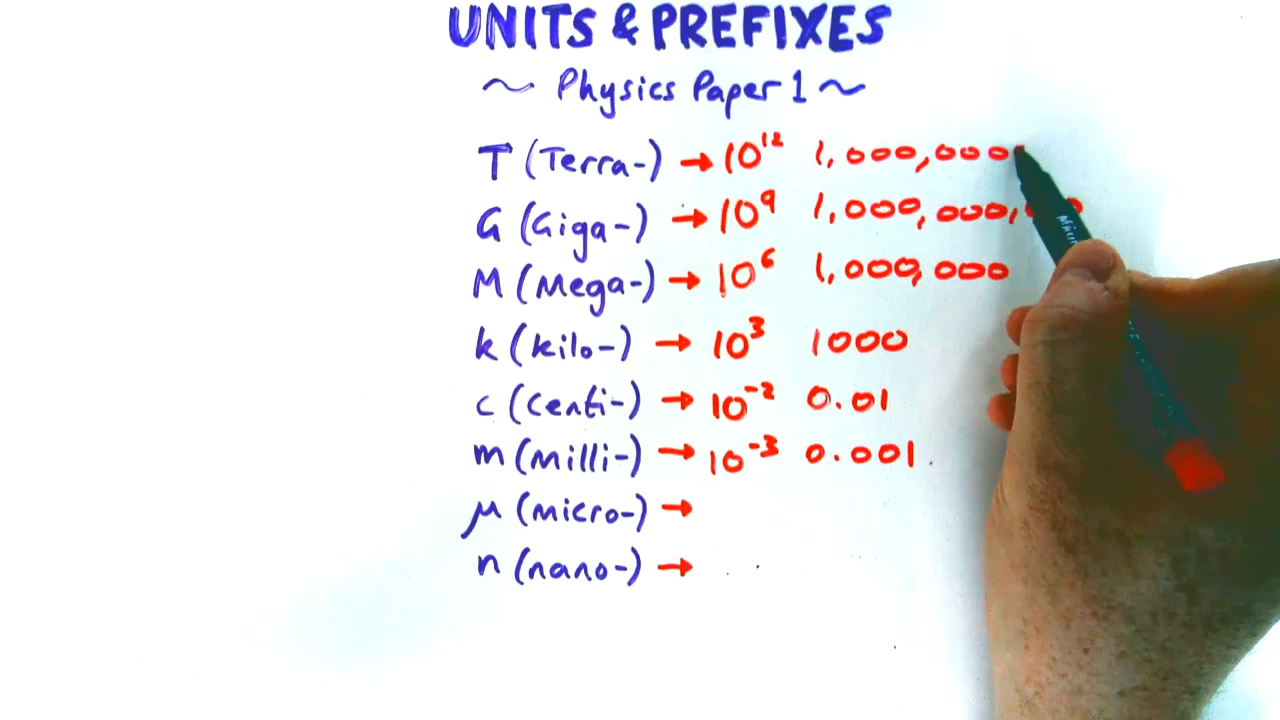 UNITS & PREFIXES
~ Physics Paper 1 ~
T (Terra-) → 10¹² 1,000,000
G (Giga-) → 10⁹ 1,000,000,
M (Mega-) → 10⁶ 1,000,000
k (kilo-) → 10³ 1000
c (centi-) → 10⁻² 0.01
m (milli-) → 10⁻³ 0.001
μ (micro-) →
n (nano-) →